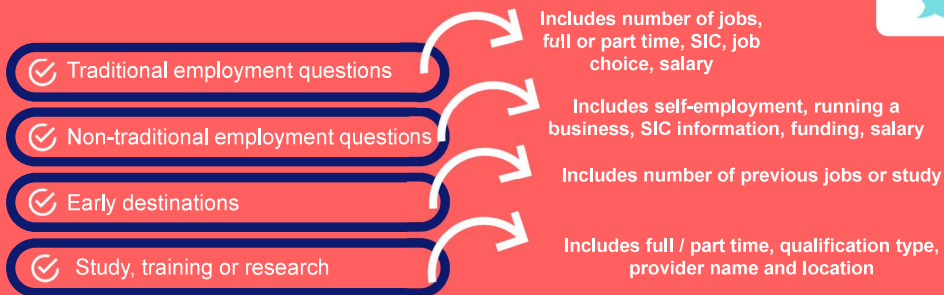 Traditional employment questions
Includes number of jobs,
full or part time, SIC, job
choice, salary
Non-traditional employment questions
Includes self-employment, running a
business, SIC information, funding, salary
Early destinations
Includes number of previous jobs or study
Study, training or research
Includes full / part time, qualification type,
provider name and location